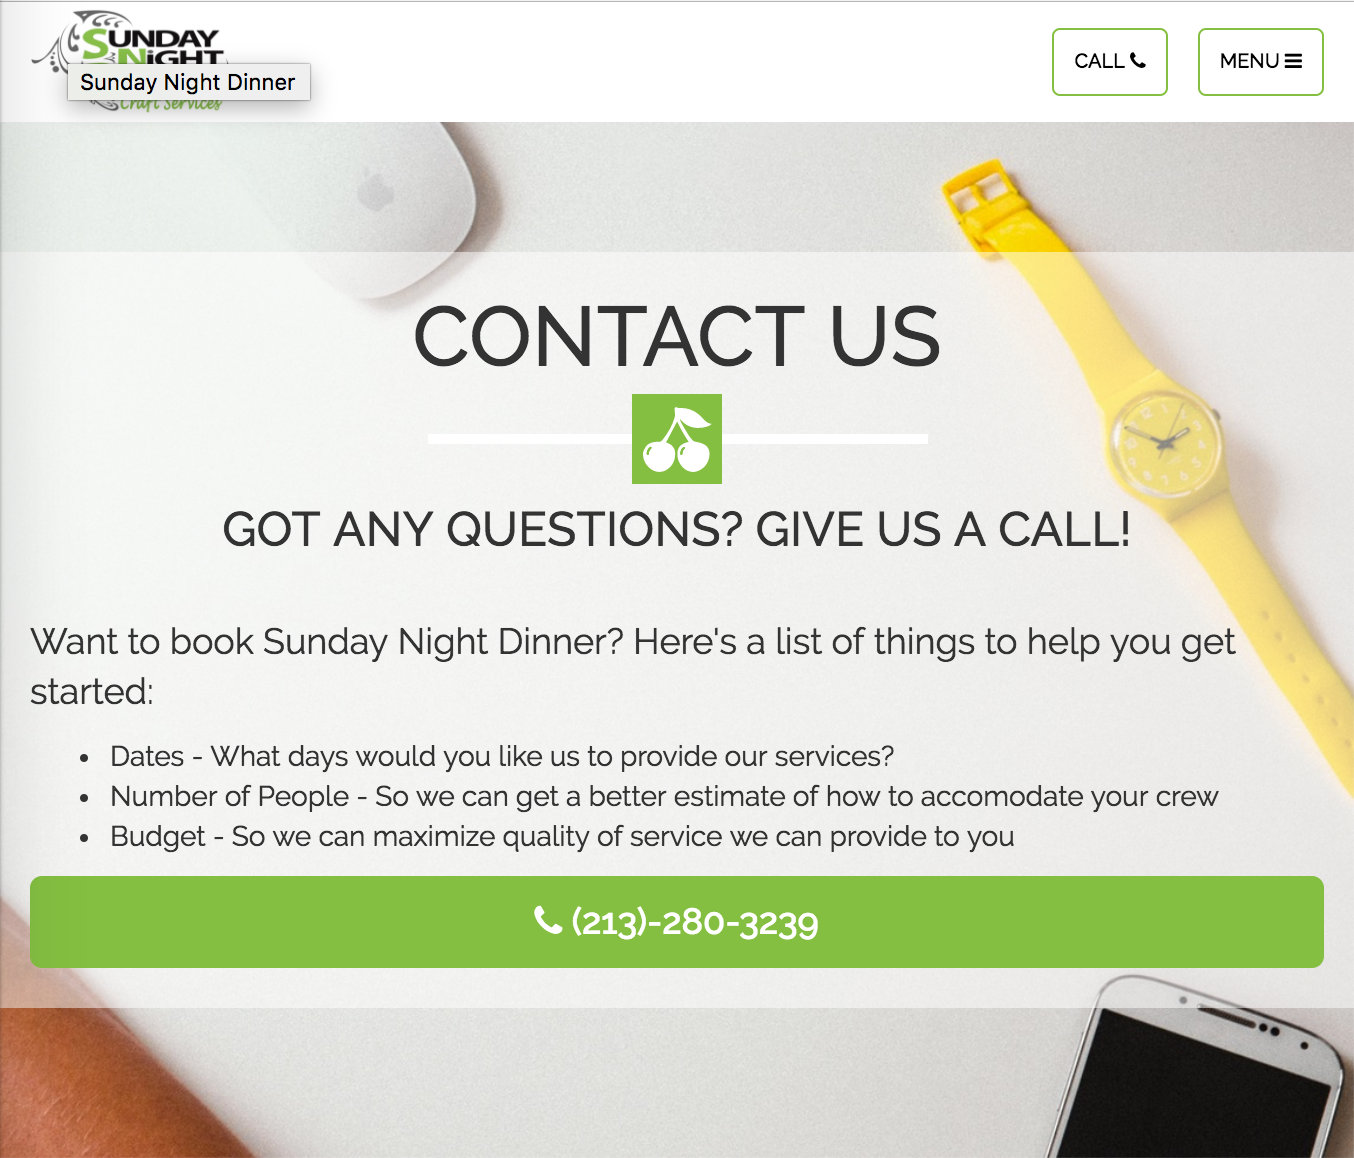 SUNDAY
NIGHT
Sunday Night Dinner
Craft Services
CALL
MENU
CONTACT US
GOT ANY QUESTIONS? GIVE US A CALL!
Want to book Sunday Night Dinner? Here's a list of things to help you get
started:
• Dates - What days would you like us to provide our services?
• Number of People - So we can get a better estimate of how to accomodate your crew
• Budget - So we can maximize quality of service we can provide to you
(213)-280-3239